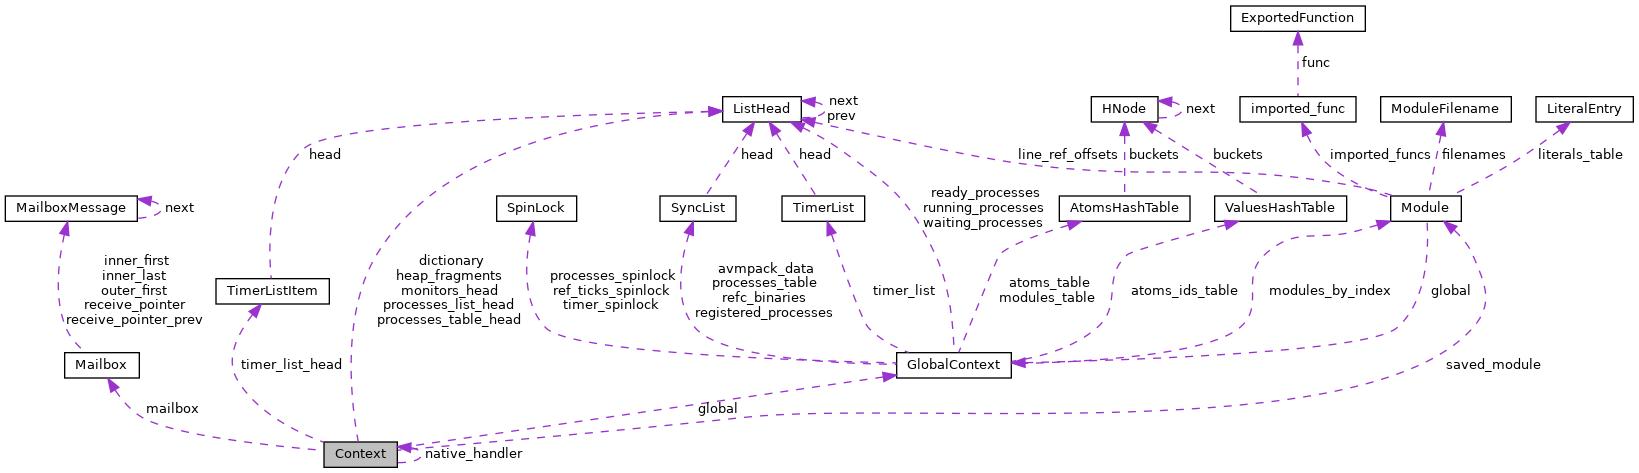 ExportedFunction
func
ListHead
next
prev
HNode
next
imported_func
ModuleFilename
LiteralEntry
head
head
head
line_ref_offsets
buckets
buckets
imported_funcs
filenames
literals_table
MailboxMessage
next
SpinLock
SyncList
TimerList
ready_processes
running_processes
waiting_processes
AtomsHashTable
ValuesHashTable
Module
inner_first
inner_last
outer_first
receive_pointer
receive_pointer_prev
TimerListItem
dictionary
heap_fragments
monitors_head
processes_list_head
processes_table_head
processes_spinlock
ref_ticks_spinlock
timer_spinlock
avmpack_data
processes_table
refc_binaries
registered_processes
timer_list
atoms_table
modules_table
atoms_ids_table
modules_by_index
global
Mailbox
timer_list_head
GlobalContext
saved_module
mailbox
global
Context
native_handler